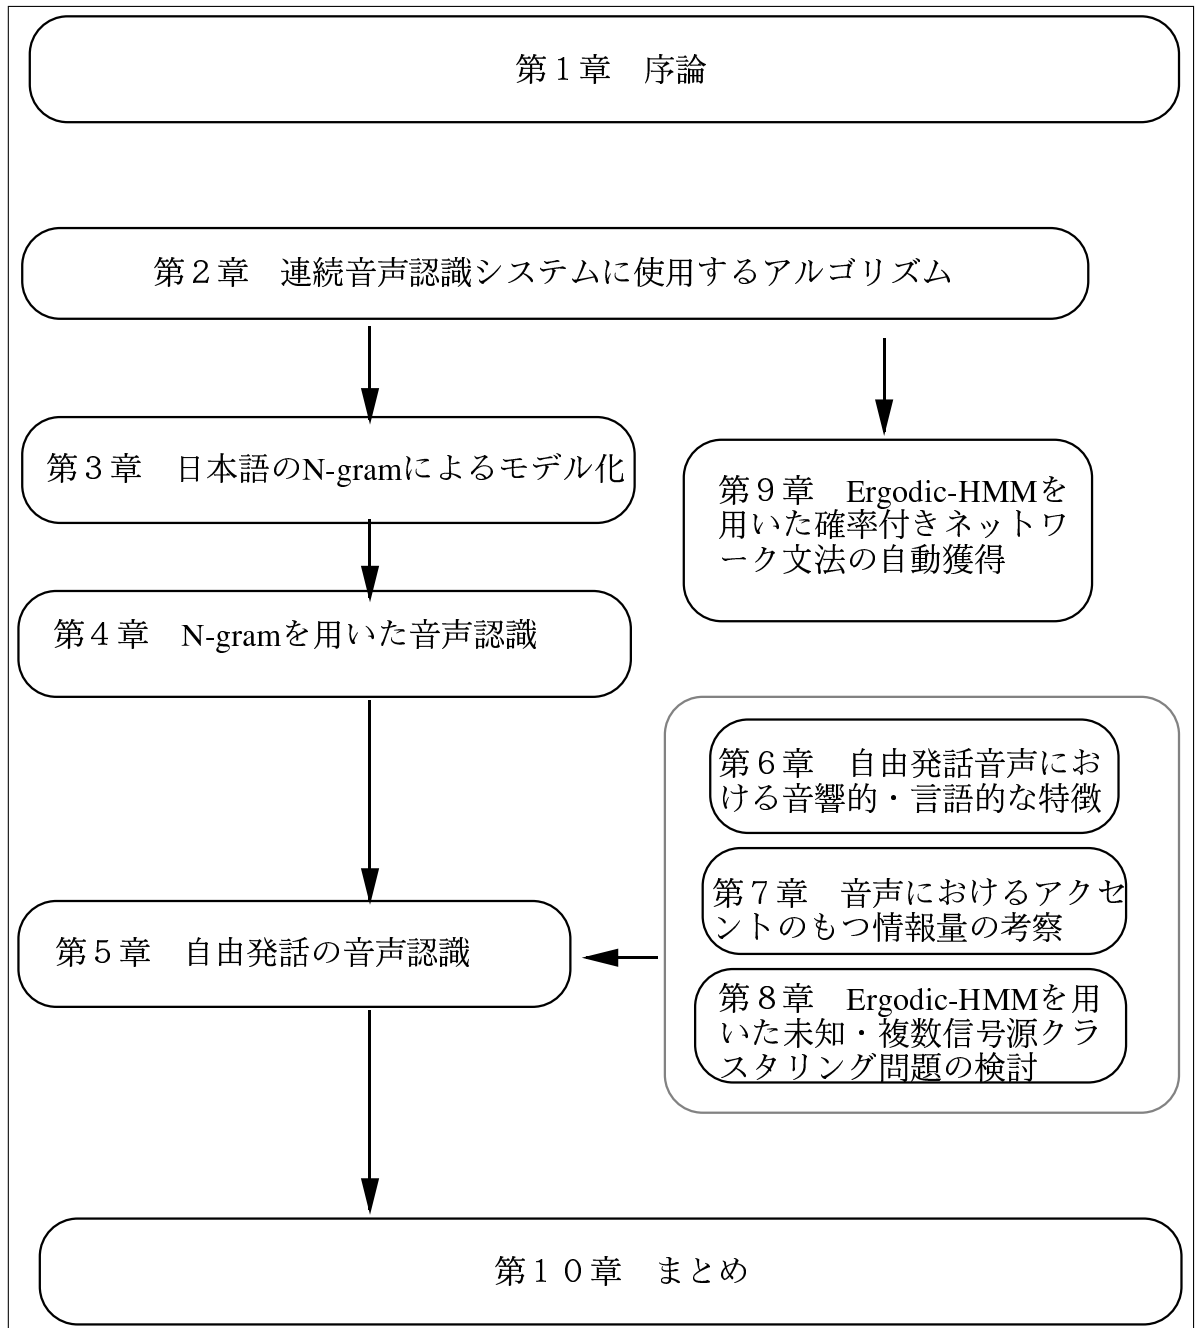 第１章　序論
第２章　連続音声認識システムに使用するアルゴリズム
第３章　日本語のN-gramによるモデル化
第９章　Ergodic-HMMを
用いた確率付きネットワ
ーク文法の自動獲得
第４章　N-gramを用いた音声認識
第６章　自由発話音声にお
ける音響的・言語的な特徴
第７章　音声におけるアクセ
ントのもつ情報量の考察
第５章　自由発話の音声認識
第８章　Ergodic-HMMを用
いた未知・複数信号源クラ
スタリング問題の検討
第１０章　まとめ